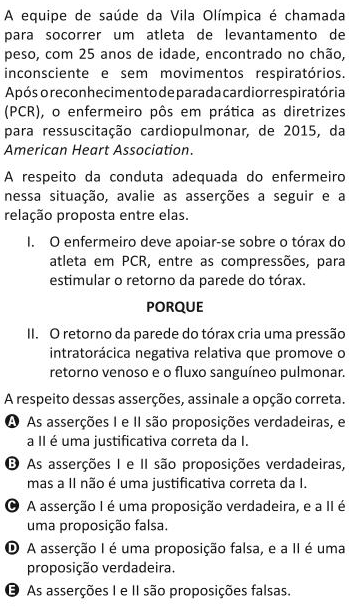 A equipe de saúde da Vila Olímpica é chamada
para socorrer um atleta de levantamento de
peso, com 25 anos de idade, encontrado no chão,
inconsciente e sem movimentos respiratórios.
Após o reconhecimento de parada cardiorrespiratória
(PCR), o enfermeiro pôs em prática as diretrizes
para ressuscitação cardiopulmonar, de 2015, da
American Heart Association.
A respeito da conduta adequada do enfermeiro
nessa situação, avalie as asserções a seguir e a
relação proposta entre elas.
I. O enfermeiro deve apoiar-se sobre o tórax do
atleta em PCR, entre as compressões, para
estimular o retorno da parede do tórax.
PORQUE
II. O retorno da parede do tórax cria uma pressão
intratorácica negativa relativa que promove o
retorno venoso e o fluxo sanguíneo pulmonar.
A respeito dessas asserções, assinale a opção correta.
A As asserções I e II são proposições verdadeiras, e
a II é uma justificativa correta da I.
B As asserções I e II são proposições verdadeiras,
mas a II não é uma justificativa correta da I.
C A asserção I é uma proposição verdadeira, e a II é
uma proposição falsa.
D A asserção I é uma proposição falsa, e a II é uma
proposição verdadeira.
E As asserções I e II são proposições falsas.